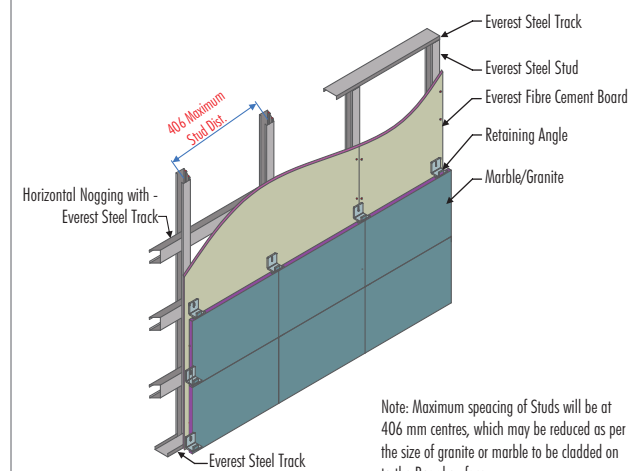 Everest Steel Track
Everest Steel Stud
Everest Fibre Cement Board
Retaining Angle
Marble/Granite
406 Maximum
Stud Dist.
Horizontal Nogging with -
Everest Steel Track
Everest Steel Track
Note: Maximum speacing of Studs will be at
406 mm centres, which may be reduced as per
the size of granite or marble to be cladded on